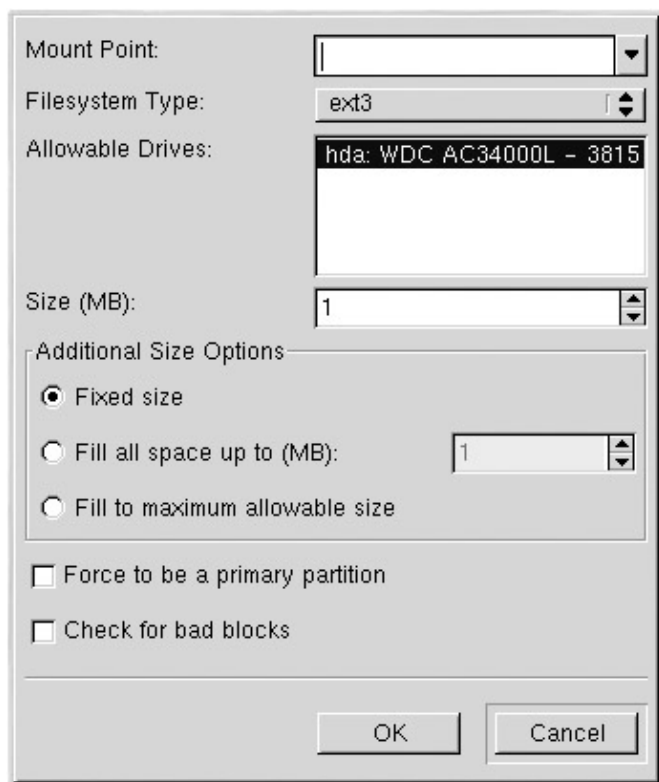 Mount Point:
Filesystem Type: ext3
Allowable Drives: hda: WDC AC34000L - 3815
Size (MB): 1
Additional Size Options
Fixed size
Fill all space up to (MB): 1
Fill to maximum allowable size
Force to be a primary partition
Check for bad blocks
OK Cancel